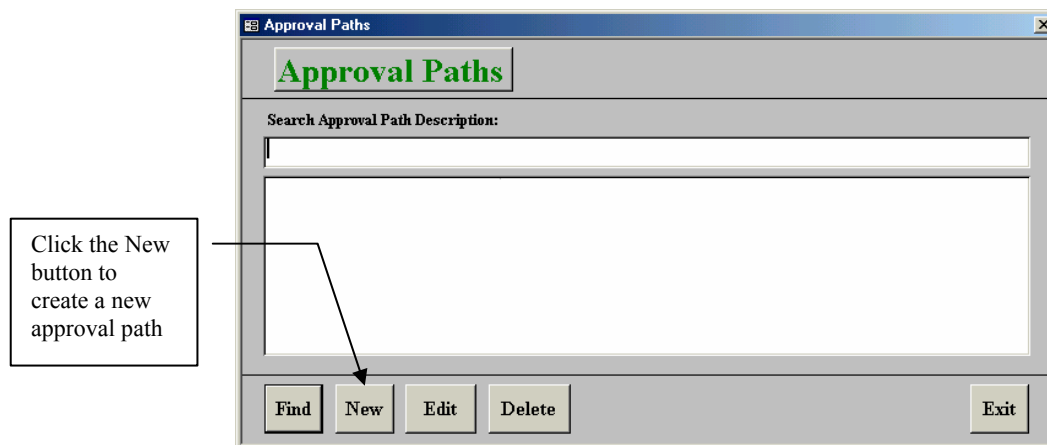 Approval Paths
Approval Paths
Search Approval Path Description:
Click the New
button to
create a new
approval path
Find New Edit Delete Exit